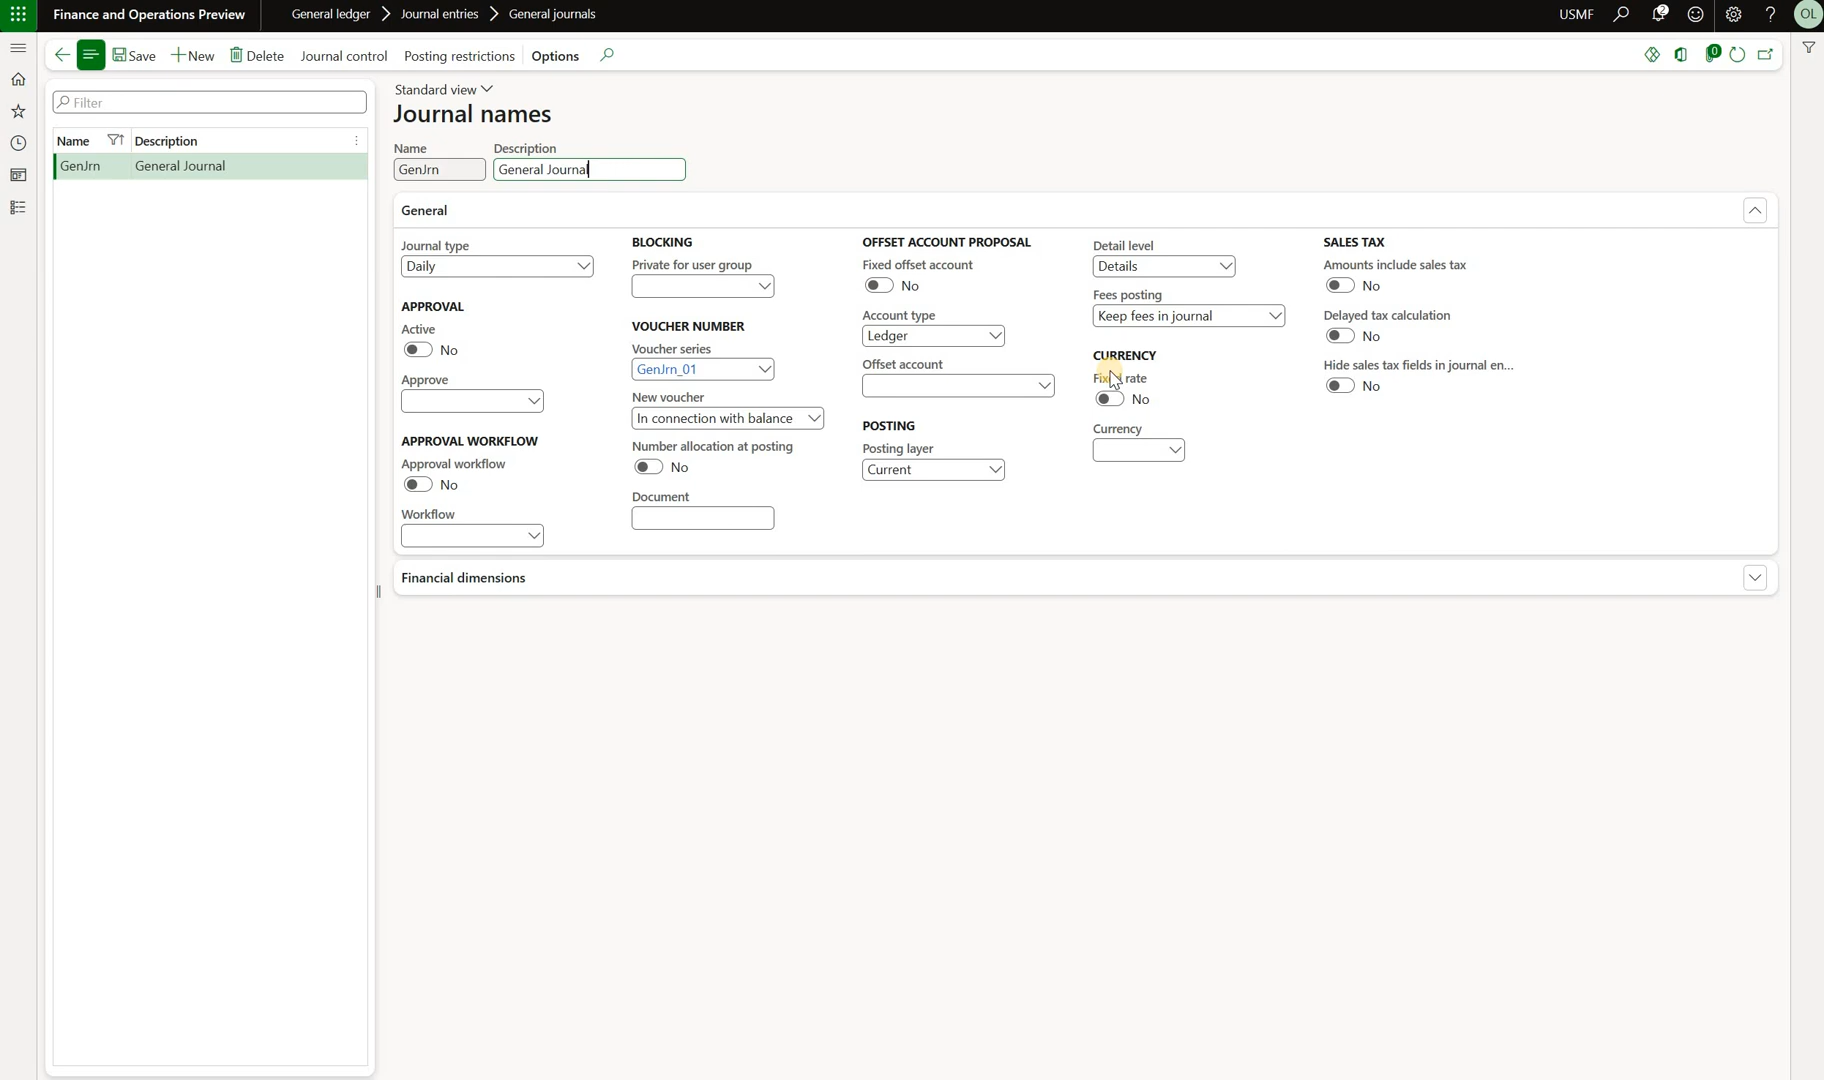 Finance and Operations Preview
General ledger
Journal entries
General journals
USMF
2
OL
Save
New
Delete
Journal control
Posting restrictions
Options
0
Filter
Name
Description
GenJrn
General Journal
Standard view
Journal names
Name
Description
GenJrn
General Journal
General
Journal type
Daily
APPROVAL
Active
No
Approve
APPROVAL WORKFLOW
Approval workflow
No
Workflow
BLOCKING
Private for user group
VOUCHER NUMBER
Voucher series
GenJrn_01
New voucher
In connection with balance
Number allocation at posting
No
Document
OFFSET ACCOUNT PROPOSAL
Fixed offset account
No
Account type
Ledger
Offset account
POSTING
Posting layer
Current
Detail level
Details
Fees posting
Keep fees in journal
CURRENCY
Fixed rate
No
Currency
SALES TAX
Amounts include sales tax
No
Delayed tax calculation
No
Hide sales tax fields in journal en...
No
Financial dimensions